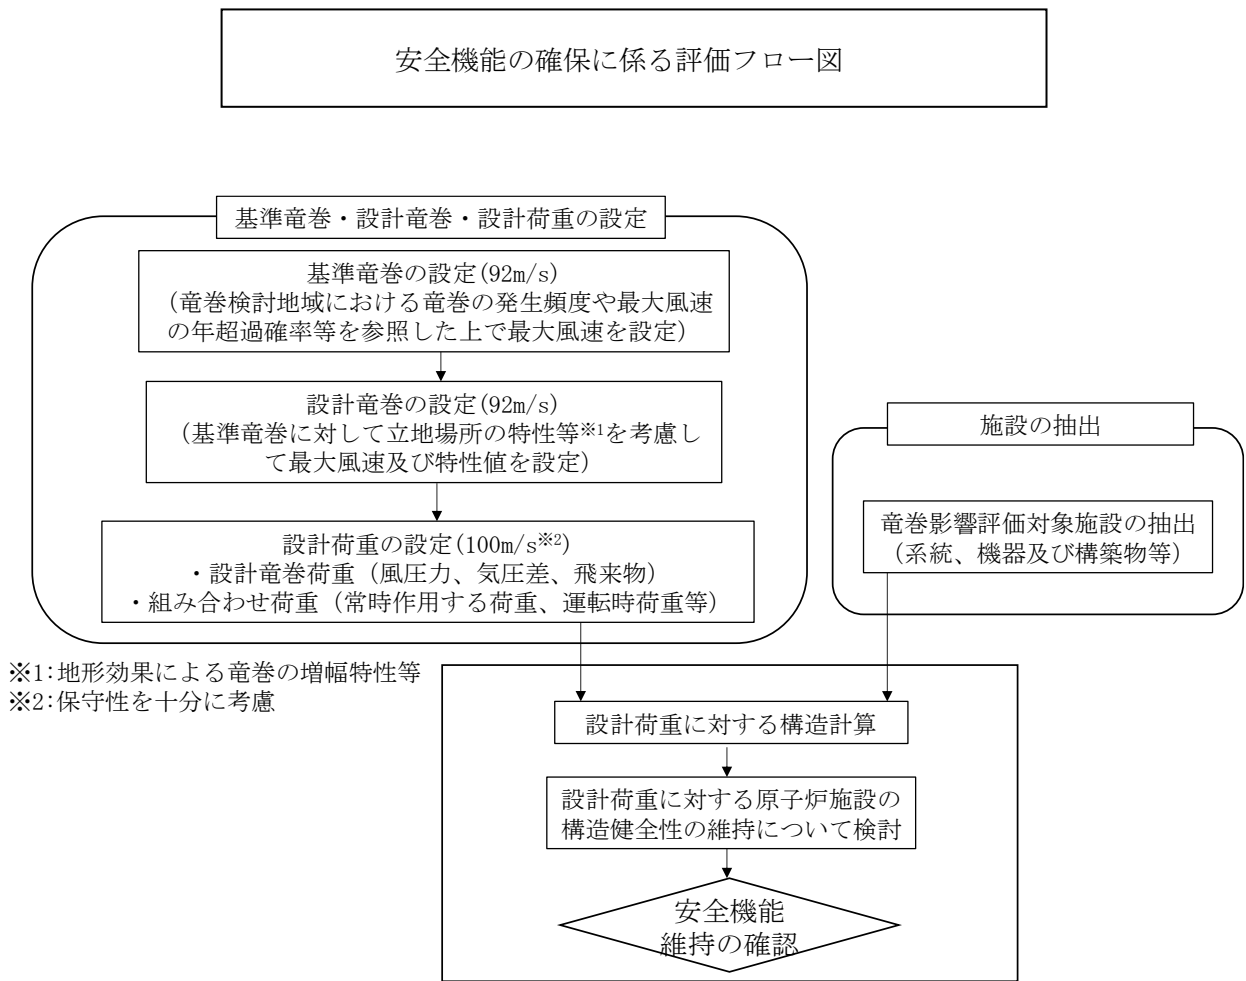 安全機能の確保に係る評価フロー図
基準竜巻・設計竜巻・設計荷重の設定
基準竜巻の設定(92m/s)
(竜巻検討地域における竜巻の発生頻度や最大風速
の年超過確率等を参照した上で最大風速を設定)
設計竜巻の設定(92m/s)
(基準竜巻に対して立地場所の特性等※1を考慮し
て最大風速及び特性値を設定)
設計荷重の設定(100m/s※2)
・設計竜巻荷重（風圧力、気圧差、飛来物）
・組み合わせ荷重（常時作用する荷重、運転時荷重等）
※1:地形効果による竜巻の増幅特性等
※2:保守性を十分に考慮
施設の抽出
竜巻影響評価対象施設の抽出
（系統、機器及び構築物等）
設計荷重に対する構造計算
設計荷重に対する原子炉施設の
構造健全性の維持について検討
安全機能
維持の確認